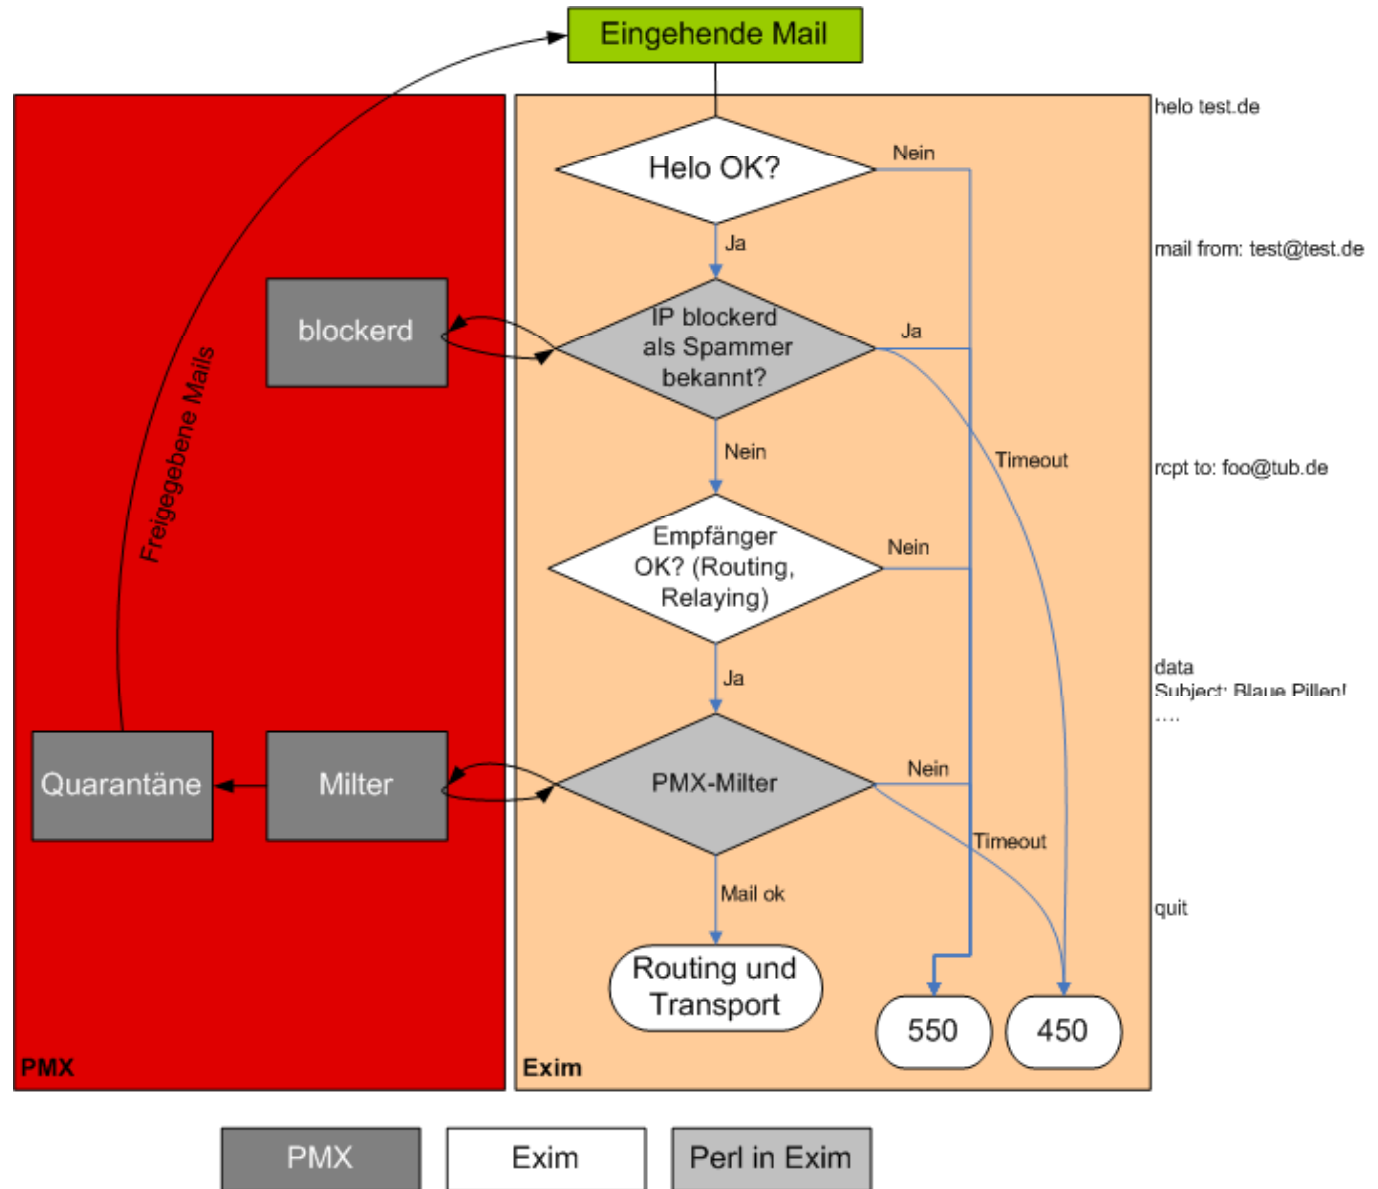 Eingehende Mail
helo test.de
Helo OK?
Nein
Ja
mail from: test@test.de
blockerd
IP blockerd
als Spammer
bekannt?
Ja
Freigegebene Mails
Nein
Timeout
rcpt to: foo@tub.de
Empfänger
OK? (Routing,
Relaying)
Nein
Ja
data
Subject: Blaue Pillen!
....
Quarantäne
Milter
PMX-Milter
Nein
Timeout
Mail ok
quit
Routing und
Transport
550
450
PMX
Exim
PMX
Exim
Perl in Exim